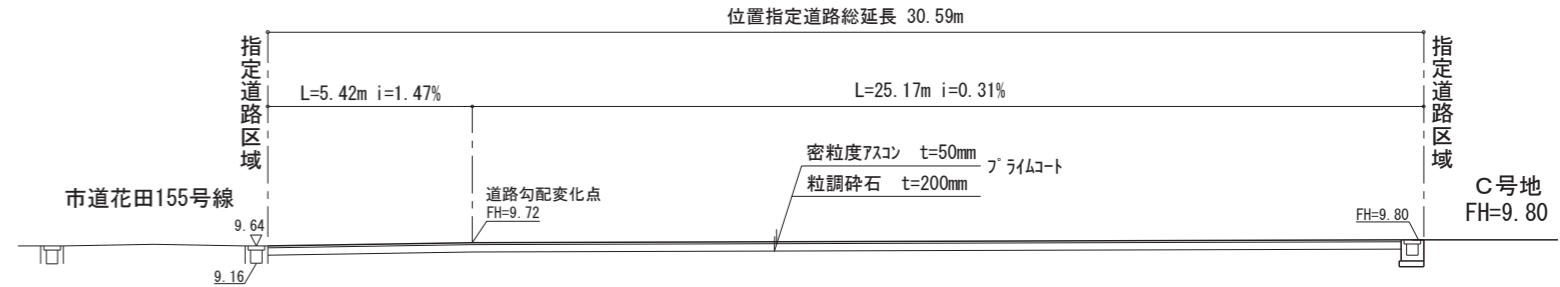 位置指定道路総延長 30.59m
指定道路区域
指定道路区域
L=5.42m i=1.47%
L=25.17m i=0.31%
密粒度アスコン t=50mm
プライムコート
粒調砕石 t=200mm
市道花田155号線
道路勾配変化点
FH=9.72
C号地
FH=9.80
FH=9.80
9.64
9.16